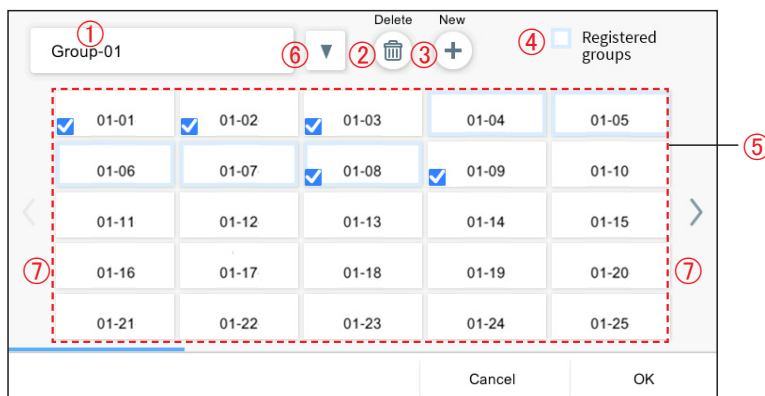 Delete New
① Group-01
⑥ ▼ ② ③ +
④ Registered
groups
01-01 01-02 01-03 01-04 01-05
⑤
01-06 01-07 01-08 01-09 01-10
01-11 01-12 01-13 01-14 01-15
⑦ 01-16 01-17 01-18 01-19 01-20 ⑦
01-21 01-22 01-23 01-24 01-25
Cancel OK